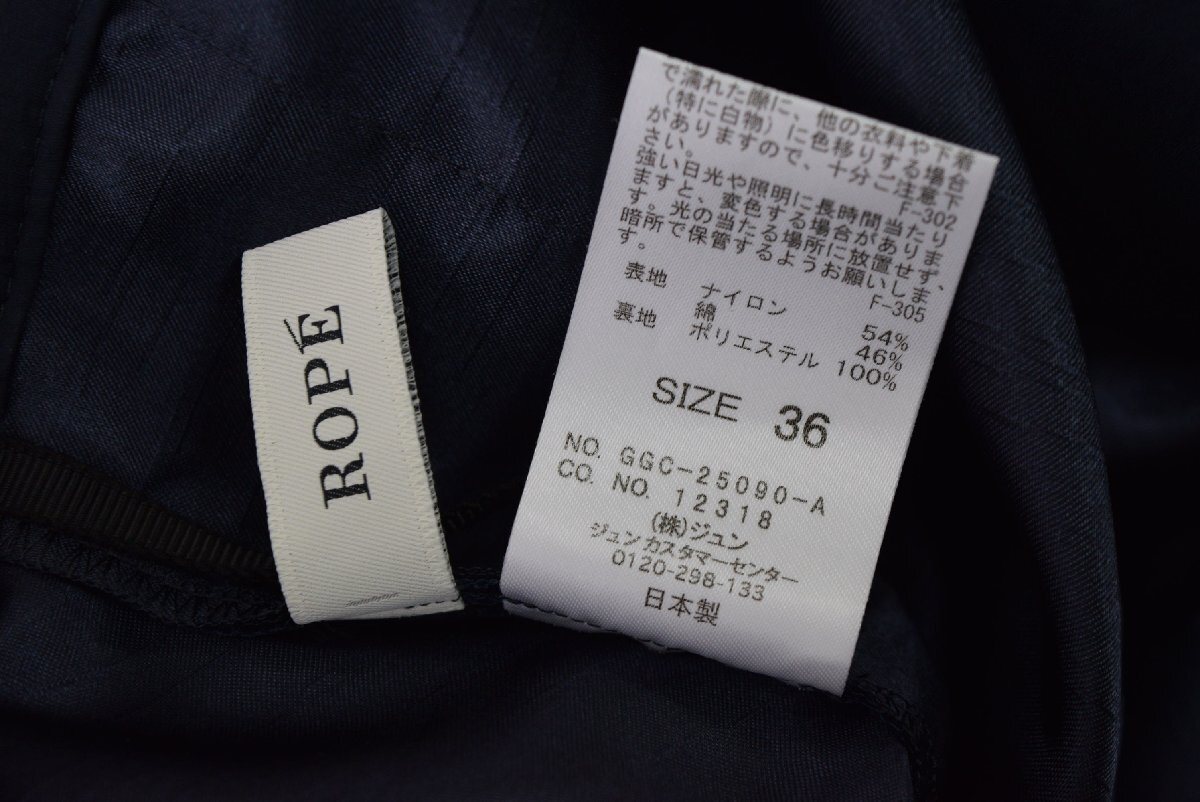 ROPÉ
で濡れた際に、他の衣料や下着
(特に白物)に色移りする場合
がありますので、十分ご注意下
さい。
F-302
強い日光や照明に長時間当たり
ますと、変色する場合がありま
す。光の当たる場所に放置せず、
暗所で保管するようお願いしま
す。
F-305
表地 ナイロン 54%
綿 46%
裏地 ポリエステル 100%
SIZE 36
NO. GGC-25090-A
CO. NO. 12318
(株)ジュン
ジュンカスタマーセンター
0120-298-133
日本製